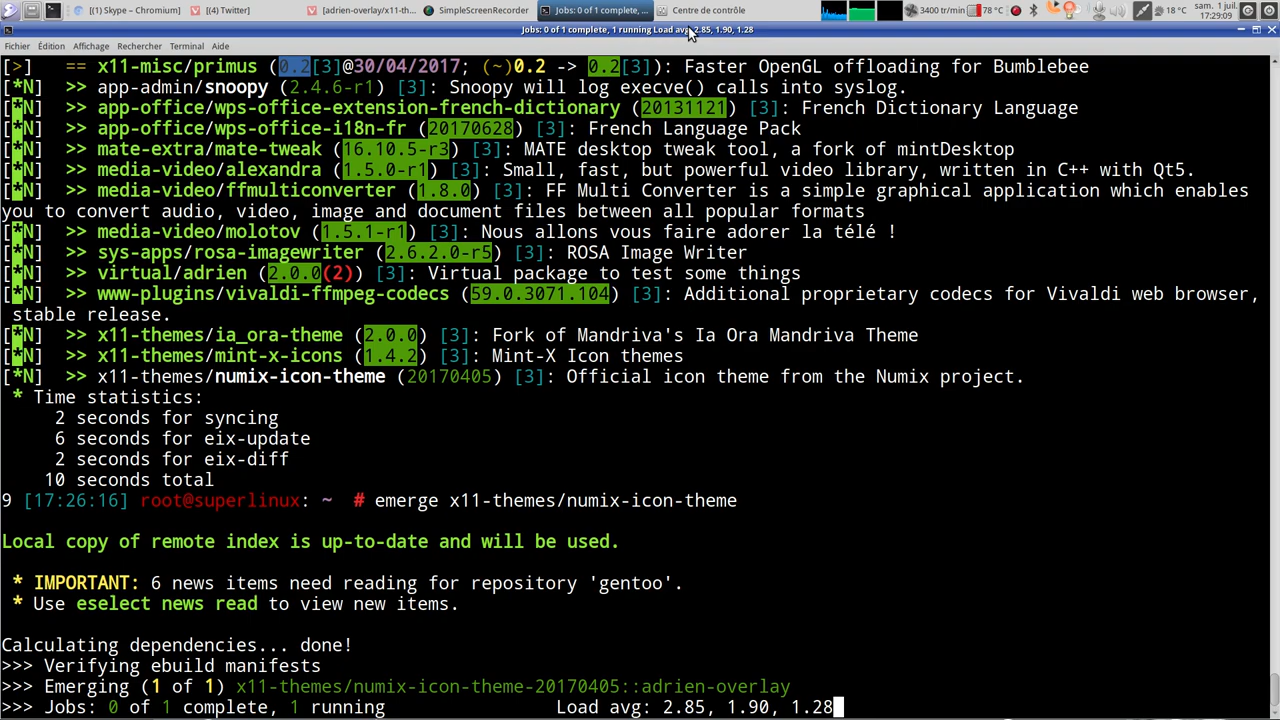 (1) Skype – Chromium]
[(4) Twitter]
[adrien-overlay/x11-th...
SimpleScreenRecorder
Jobs: 0 of 1 complete, ...
Centre de contrôle
3400 tr/min
78 °C
18 °C
sam. 1 juil.
17:29:09
Jobs: 0 of 1 complete, 1 running Load avg: 2.85, 1.90, 1.28
Fichier Édition Affichage Rechercher Terminal Aide
[>] == x11-misc/primus (0.2[3]@30/04/2017; (~)0.2 -> 0.2[3]): Faster OpenGL offloading for Bumblebee
[*N] >> app-admin/snoopy (2.4.6-r1) [3]: Snoopy will log execve() calls into syslog.
[*N] >> app-office/wps-office-extension-french-dictionary (20131121) [3]: French Dictionary Language
[*N] >> app-office/wps-office-i18n-fr (20170628) [3]: French Language Pack
[*N] >> mate-extra/mate-tweak (16.10.5-r3) [3]: MATE desktop tweak tool, a fork of mintDesktop
[*N] >> media-video/alexandra (1.5.0-r1) [3]: Small, fast, but powerful video library, written in C++ with Qt5.
[*N] >> media-video/ffmulticonverter (1.8.0) [3]: FF Multi Converter is a simple graphical application which enables
you to convert audio, video, image and document files between all popular formats
[*N] >> media-video/molotov (1.5.1-r1) [3]: Nous allons vous faire adorer la télé !
[*N] >> sys-apps/rosa-imagewriter (2.6.2.0-r5) [3]: ROSA Image Writer
[*N] >> virtual/adrien (2.0.0(2)) [3]: Virtual package to test some things
[*N] >> www-plugins/vivaldi-ffmpeg-codecs (59.0.3071.104) [3]: Additional proprietary codecs for Vivaldi web browser,
stable release.
[*N] >> x11-themes/ia_ora-theme (2.0.0) [3]: Fork of Mandriva's Ia Ora Mandriva Theme
[*N] >> x11-themes/mint-x-icons (1.4.2) [3]: Mint-X Icon themes
[*N] >> x11-themes/numix-icon-theme (20170405) [3]: Official icon theme from the Numix project.
* Time statistics:
2 seconds for syncing
6 seconds for eix-update
2 seconds for eix-diff
10 seconds total
9 [17:26:16] root@superlinux: ~ # emerge x11-themes/numix-icon-theme
Local copy of remote index is up-to-date and will be used.
* IMPORTANT: 6 news items need reading for repository 'gentoo'.
* Use eselect news read to view new items.
Calculating dependencies... done!
>>> Verifying ebuild manifests
>>> Emerging (1 of 1) x11-themes/numix-icon-theme-20170405::adrien-overlay
>>> Jobs: 0 of 1 complete, 1 running Load avg: 2.85, 1.90, 1.28